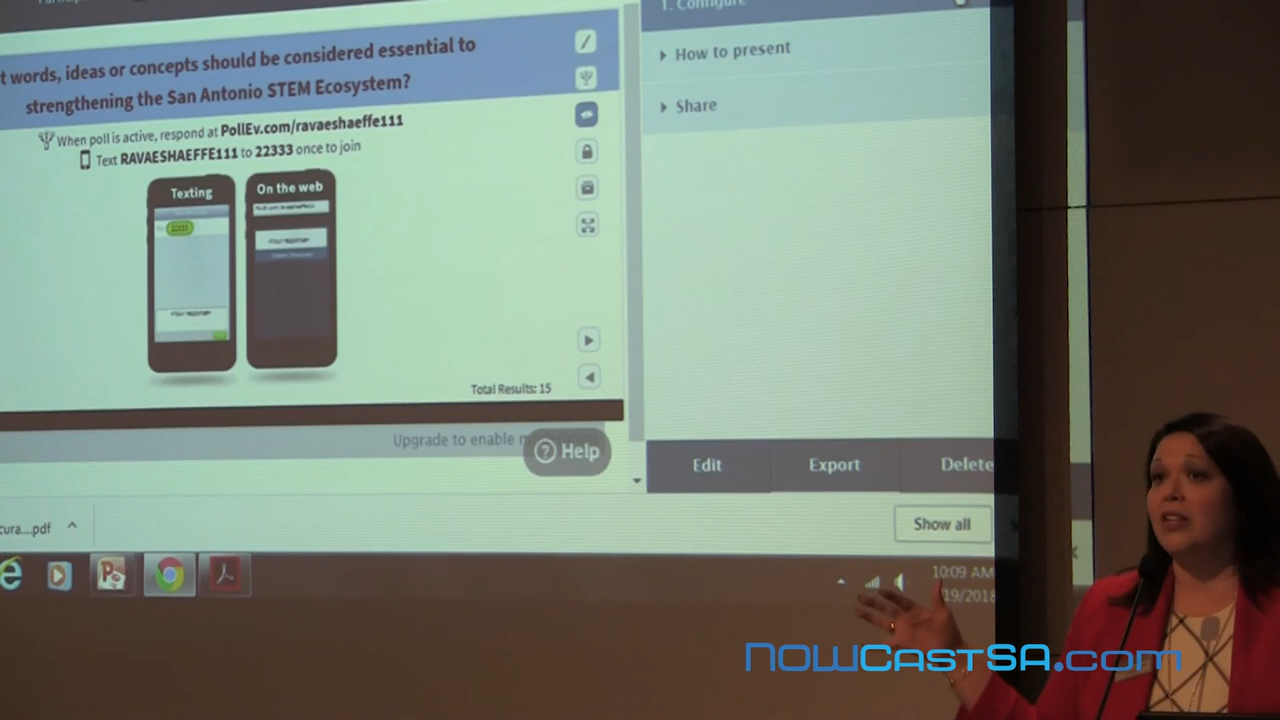 1. Configure
t words, ideas or concepts should be considered essential to
strengthening the San Antonio STEM Ecosystem?
When poll is active, respond at PollEv.com/ravaeshaeffe111
Text RAVAESHAEFFE111 to 22333 once to join
Texting
On the web
22333
How to present
Share
Total Results: 15
Upgrade to enable
Help
Edit
Export
Delete
cura....pdf
Show all
10:09 AM
19/2018
NOWCastSA.com